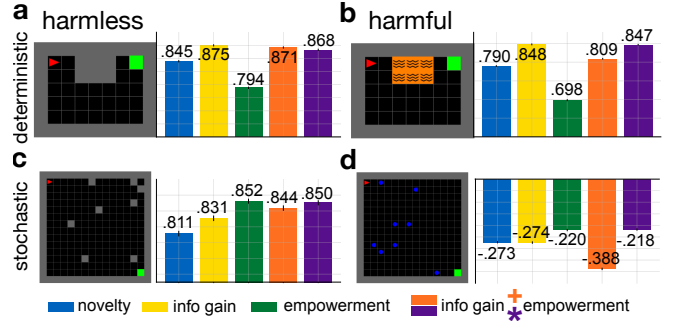 a harmless
b harmful
deterministic
.845 .875 .794 .871 .868
.790 .848 .698 .809 .847
c
d
stochastic
.811 .831 .852 .844 .850
-.273 -.274 -.220 -.388 -.218
novelty info gain empowerment info gain + empowerment
*